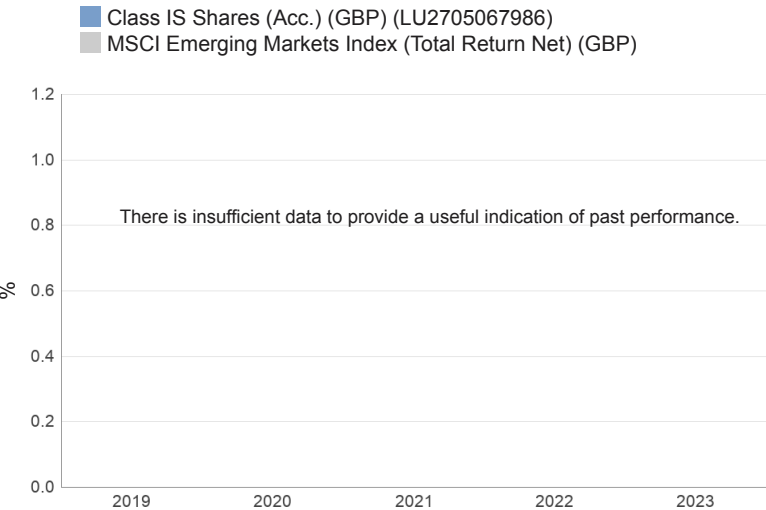 Class IS Shares (Acc.) (GBP) (LU2705067986)
MSCI Emerging Markets Index (Total Return Net) (GBP)
1.2
1.0
There is insufficient data to provide a useful indication of past performance.
0.8
%
0.6
0.4
0.2
0.0
2019 2020 2021 2022 2023